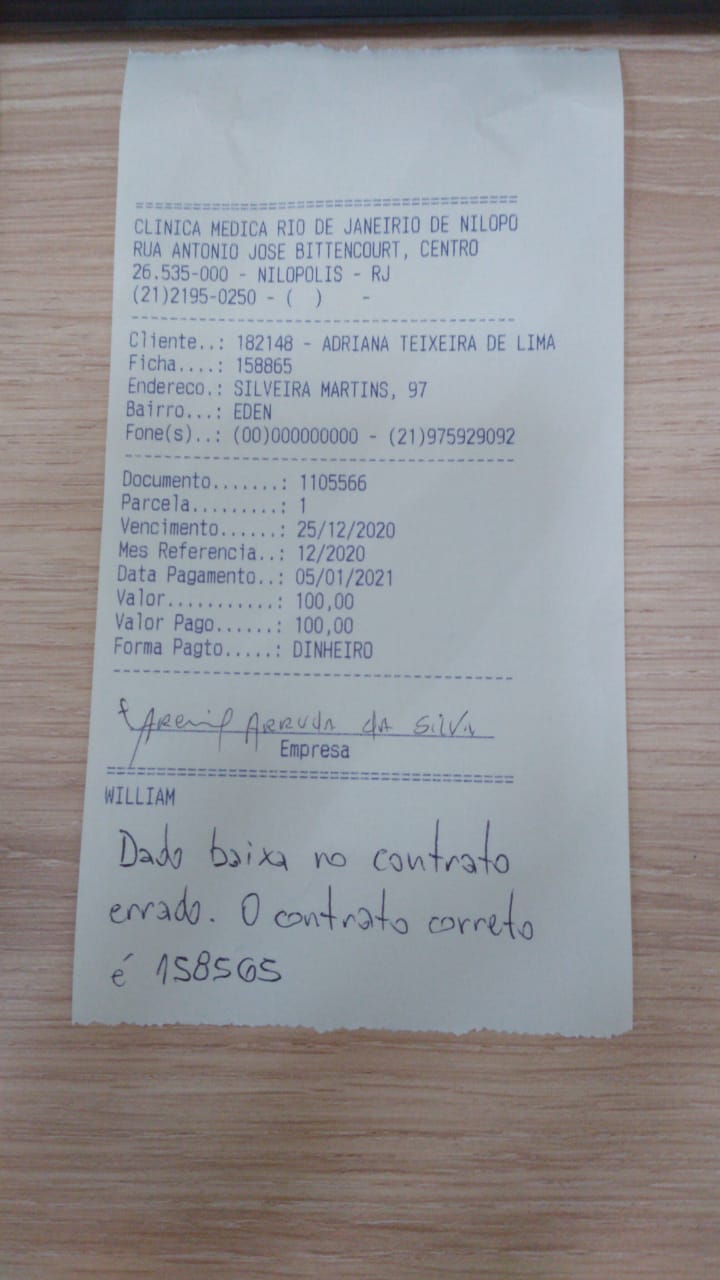 =======================================
CLINICA MEDICA RIO DE JANEIRIO DE NILOPO
RUA ANTONIO JOSE BITTENCOURT, CENTRO
26.535-000 - NILOPOLIS - RJ
(21)2195-0250 - (  )    -
---------------------------------------
Cliente..: 182148 - ADRIANA TEIXEIRA DE LIMA
Ficha....: 158865
Endereco.: SILVEIRA MARTINS, 97
Bairro...: EDEN
Fone(s)..: (00)000000000 - (21)975929092
---------------------------------------
Documento.......: 1105566
Parcela.........: 1
Vencimento......: 25/12/2020
Mes Referencia..: 12/2020
Data Pagamento..: 05/01/2021
Valor...........: 100,00
Valor Pago......: 100,00
Forma Pagto.....: DINHEIRO
---------------------------------------
ARRUDA DA SILVA
Empresa
=======================================
WILLIAM
Dado baixa no contrato
errado. O contrato correto
é 158565